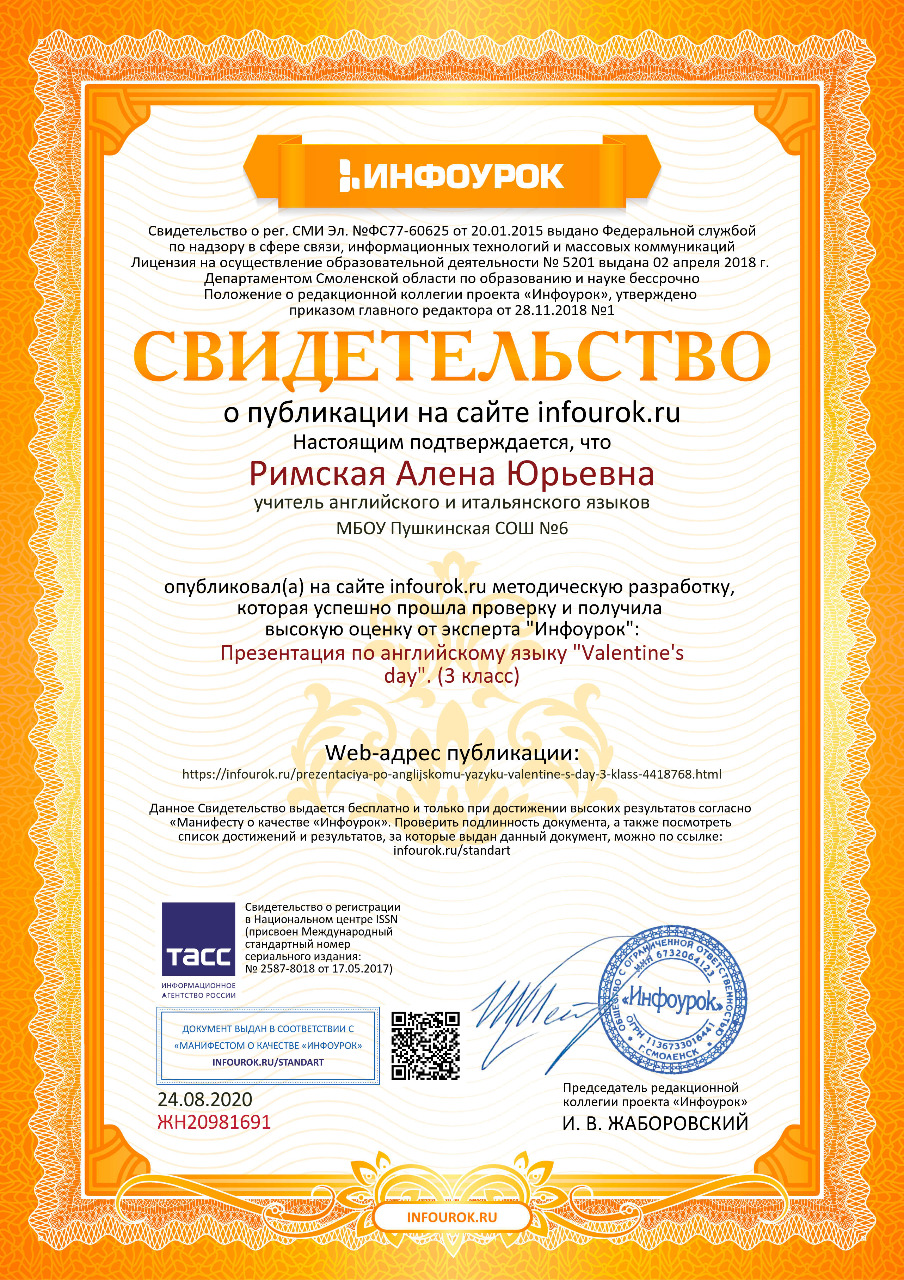 ИНФОУРОК
Свидетельство о рег. СМИ Эл. №ФС77-60625 от 20.01.2015 выдано Федеральной службой
по надзору в сфере связи, информационных технологий и массовых коммуникаций
Лицензия на осуществление образовательной деятельности № 5201 выдана 02 апреля 2018 г.
Департаментом Смоленской области по образованию и науке бессрочно
Положение о редакционной коллегии проекта «Инфоурок», утверждено
приказом главного редактора от 28.11.2018 №1
СВИДЕТЕЛЬСТВО
о публикации на сайте infourok.ru
Настоящим подтверждается, что
Римская Алена Юрьевна
учитель английского и итальянского языков
МБОУ Пушкинская СОШ №6
опубликовал(а) на сайте infourok.ru методическую разработку,
которая успешно прошла проверку и получила
высокую оценку от эксперта "Инфоурок":
Презентация по английскому языку "Valentine's
day". (3 класс)
Web-адрес публикации:
https://infourok.ru/prezentaciya-po-anglijskomu-yazyku-valentine-s-day-3-klass-4418768.html
Данное Свидетельство выдается бесплатно и только при достижении высоких результатов согласно
«Манифесту о качестве «Инфоурок». Проверить подлинность документа, а также посмотреть
список достижений и результатов, за которые выдан данный документ, можно по ссылке:
infourok.ru/standart
ТАСС
ИНФОРМАЦИОННОЕ
АГЕНТСТВО РОССИИ
Свидетельство о регистрации
в Национальном центре ISSN
(присвоен Международный
стандартный номер
сериального издания:
№ 2587-8018 от 17.05.2017)
ДОКУМЕНТ ВЫДАН В СООТВЕТСТВИИ С
«МАНИФЕСТОМ О КАЧЕСТВЕ «ИНФОУРОК»
INFOUROK.RU/STANDART
24.08.2020
ЖН20981691
ОБЩЕСТВО С ОГРАНИЧЕННОЙ ОТВЕТСТВЕННОСТЬЮ
ИНН 6732064123
«Инфоурок»
ОГРН 1136733016441
г.СМОЛЕНСК
Председатель редакционной
коллегии проекта «Инфоурок»
И. В. ЖАБОРОВСКИЙ
INFOUROK.RU